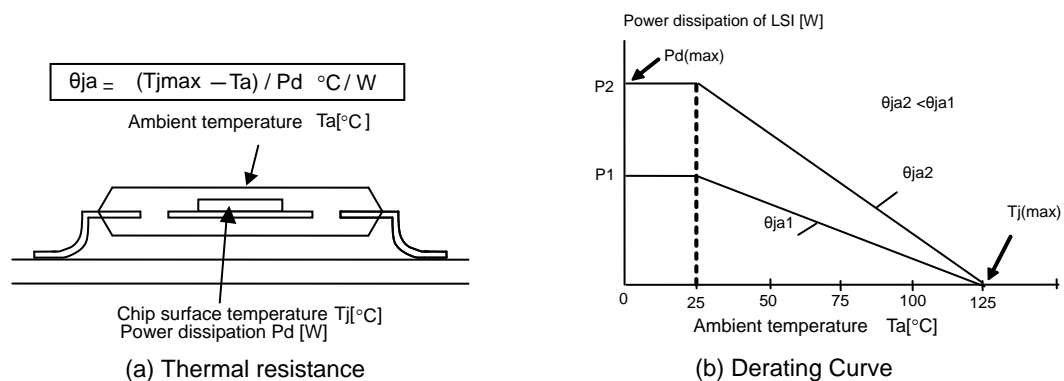 θja = (Tjmax －Ta) / Pd °C / W
Ambient temperature Ta[°C]
Chip surface temperature Tj[°C]
Power dissipation Pd [W]
(a) Thermal resistance
Power dissipation of LSI [W]
Pd(max)
P2
θja2 <θja1
P1
θja2
θja1
Tj(max)
0 25 50 75 100 125
Ambient temperature Ta[°C]
(b) Derating Curve